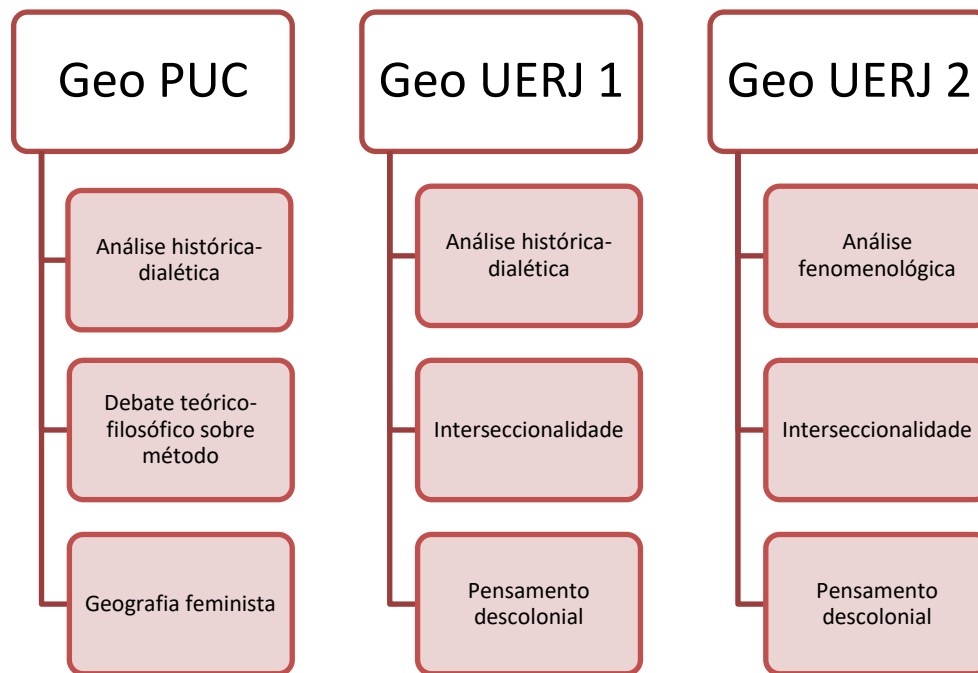 Geo PUC
Análise histórica-
dialética
Debate teórico-
filosófico sobre
método
Geografia feminista
Geo UERJ 1
Análise histórica-
dialética
Interseccionalidade
Pensamento
descolonial
Geo UERJ 2
Análise
fenomenológica
Interseccionalidade
Pensamento
descolonial